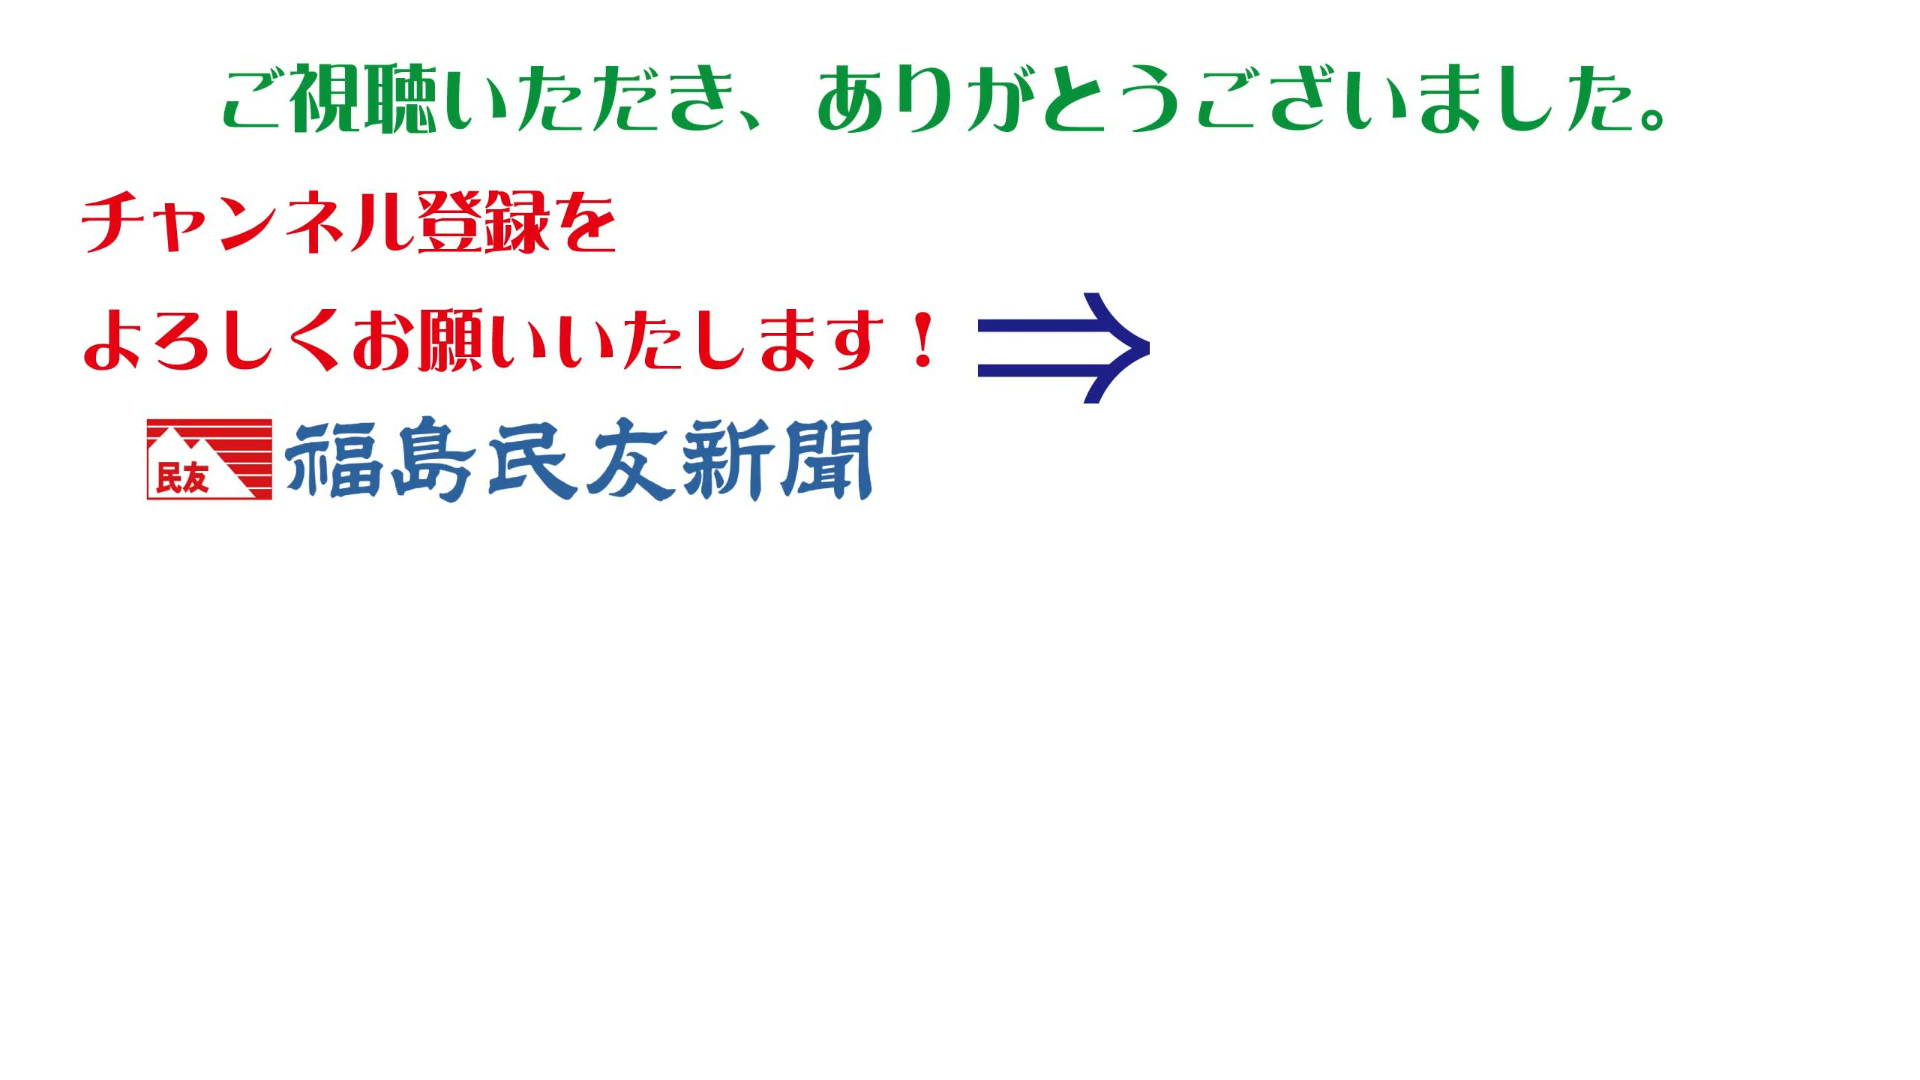 ご視聴いただき、ありがとうございました。
チャンネル登録を
よろしくお願いいたします！⇒
民友 福島民友新聞